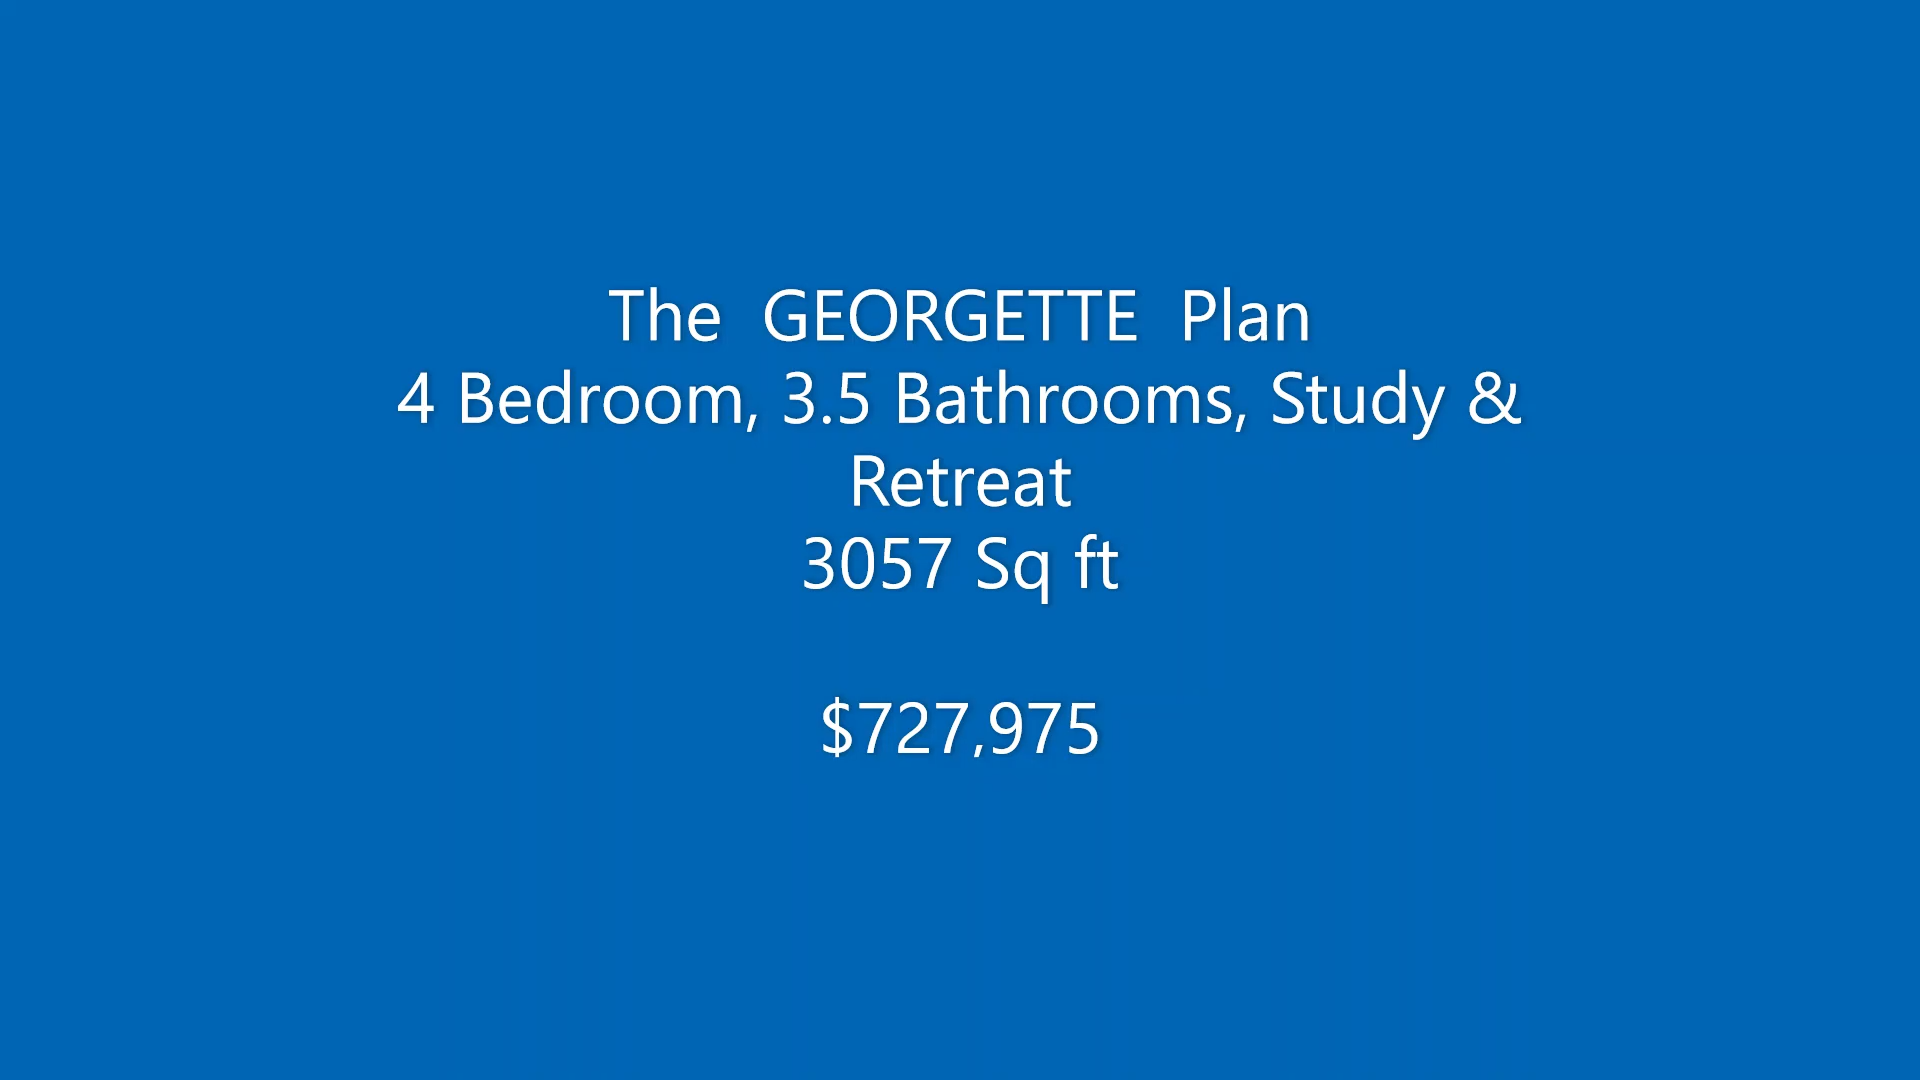 The GEORGETTE Plan
4 Bedroom, 3.5 Bathrooms, Study &
Retreat
3057 Sq ft
$727,975